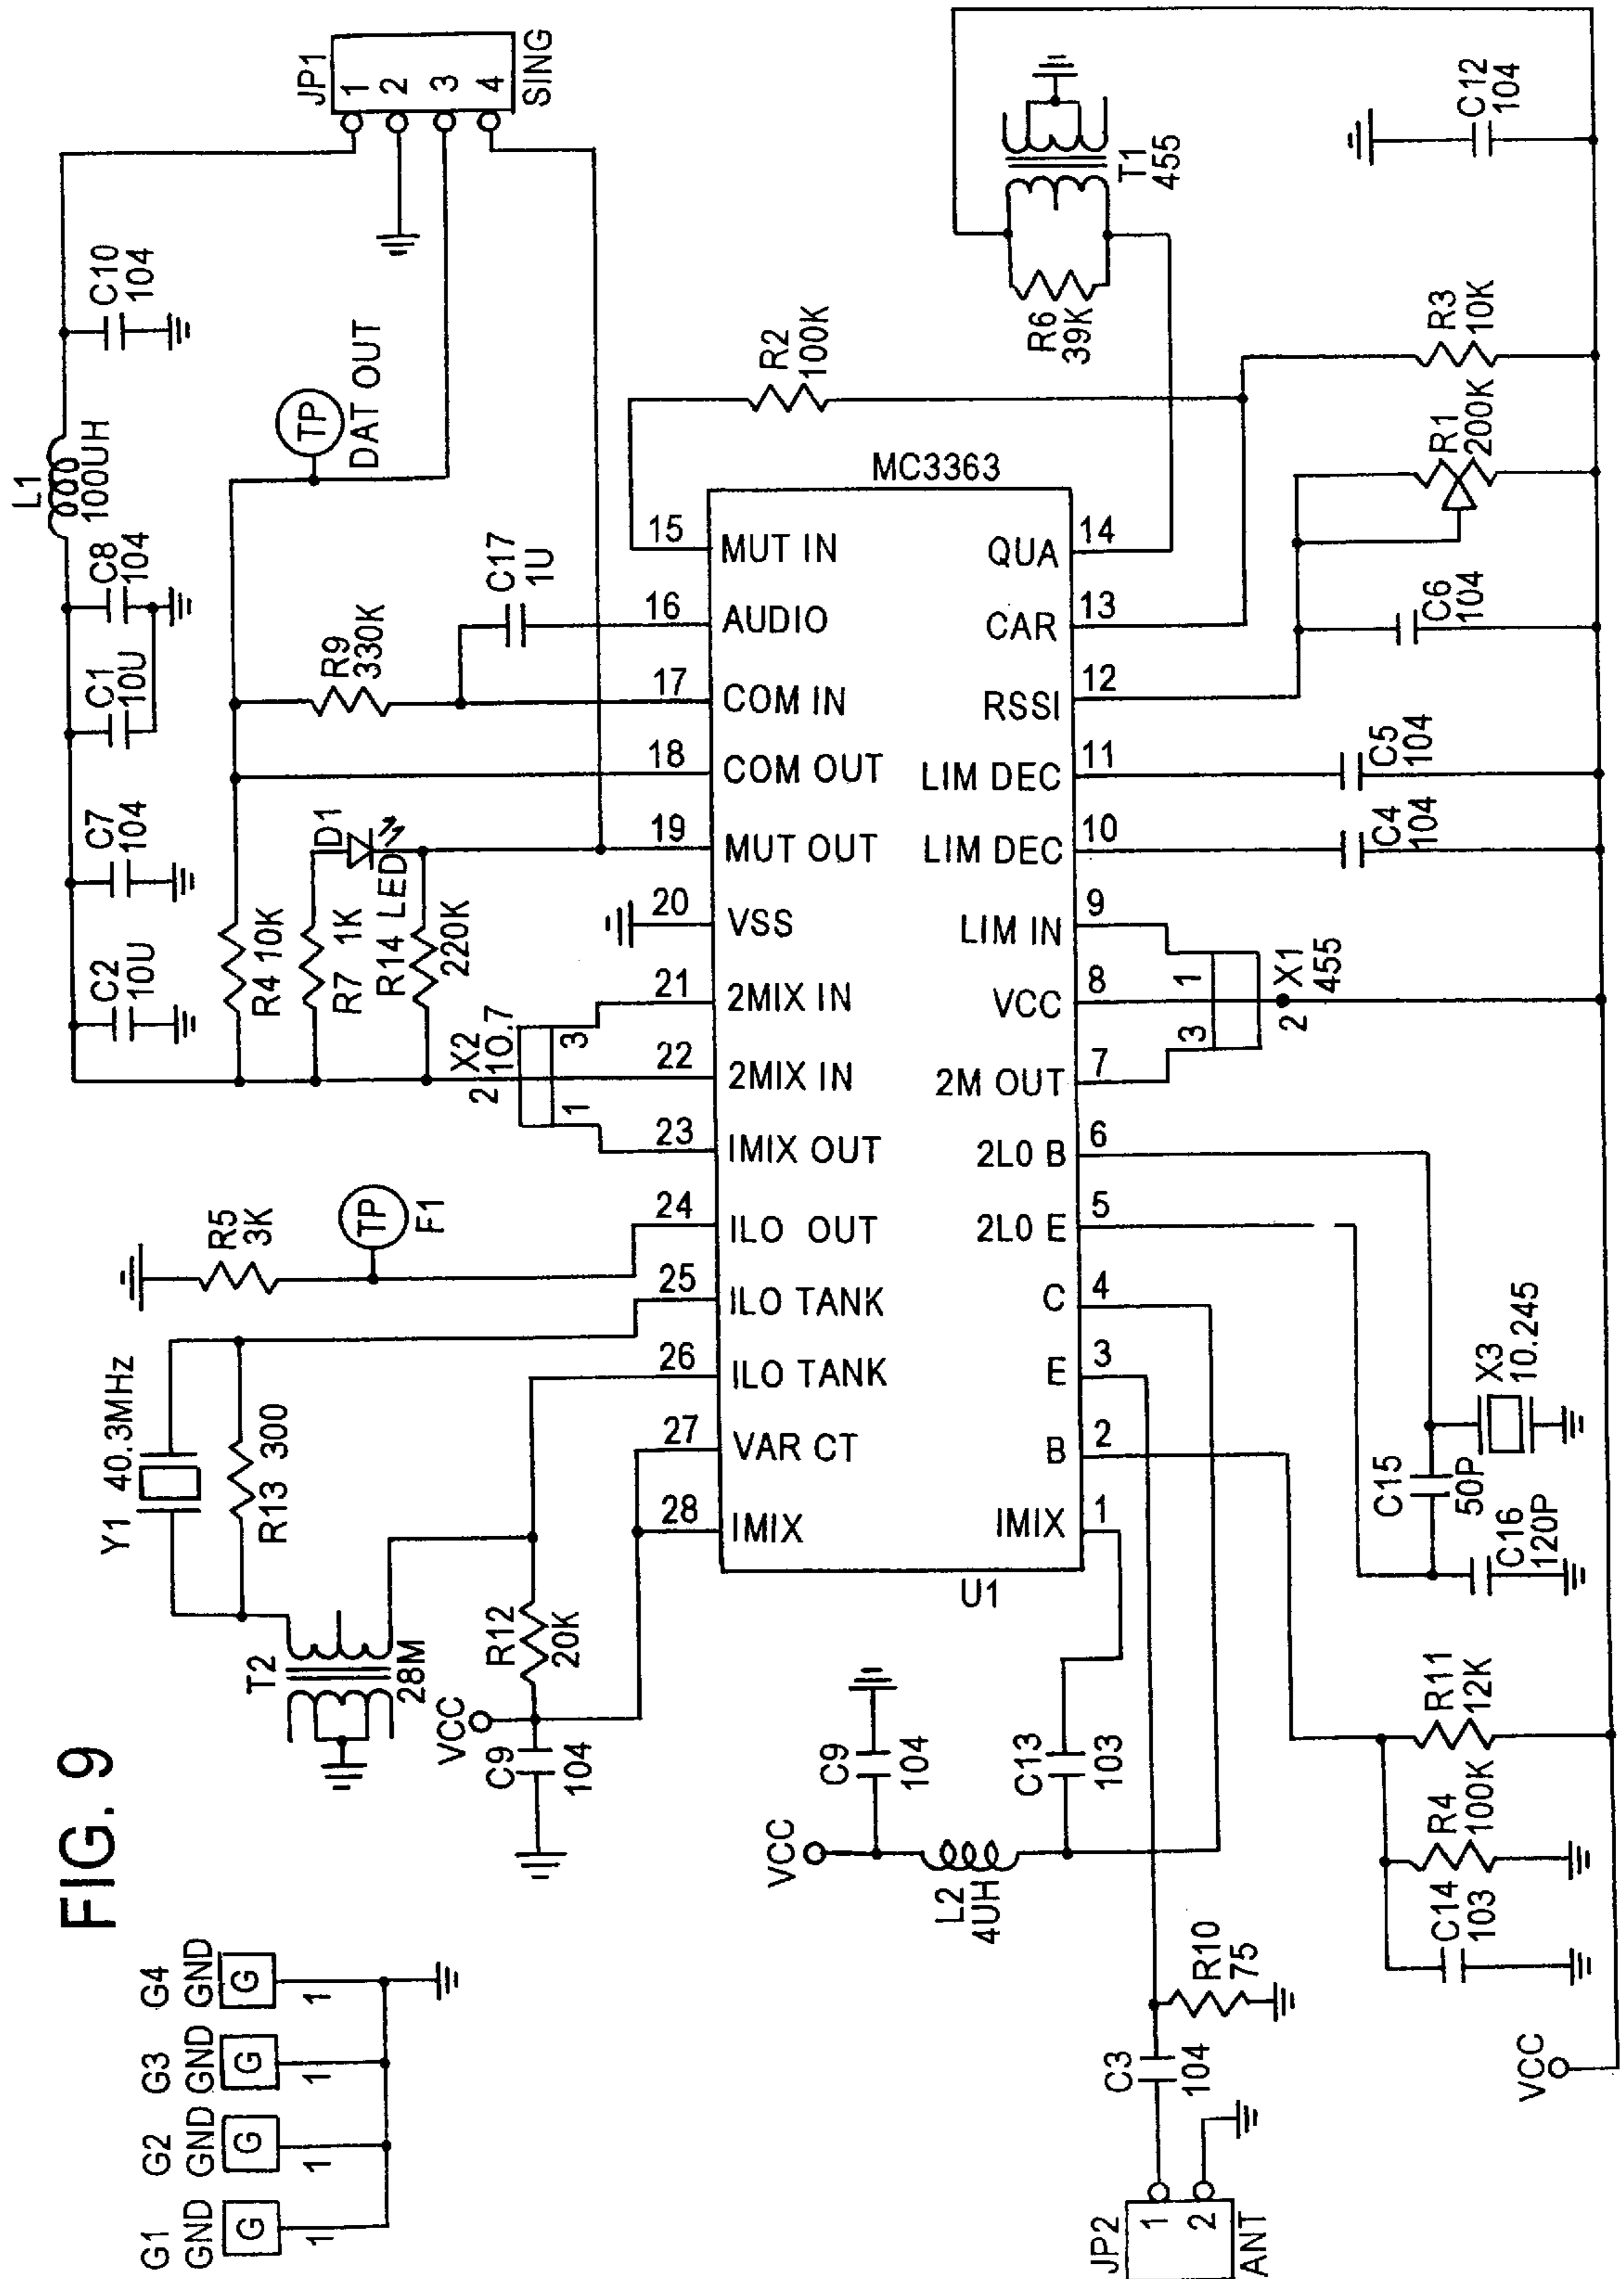 FIG. 9
G1
GND
G
1
G2
GND
G
1
G3
GND
G
1
G4
GND
G
1
L1
100UH
C2
10U
C7
104
C1
10U
C8
104
C10
104
JP1
1
2
3
4
SING
TP
DAT OUT
R4 10K
R7 1K
D1
LED
R14
220K
R9
330K
C17
1U
X2
10.7
2
3
1
R2
100K
R5
3K
TP
F1
Y1 40.3MHz
R13 300
T2
28M
R12
20K
VCC
C9
104
MC3363
15
MUT IN
16
AUDIO
17
COM IN
18
COM OUT
19
MUT OUT
20
VSS
21
2MIX IN
22
2MIX IN
23
IMIX OUT
24
ILO OUT
25
ILO TANK
26
ILO TANK
27
VAR CT
28
IMIX
QUA
14
CAR
13
RSSI
12
LIM DEC
11
LIM DEC
10
LIM IN
9
VCC
8
2M OUT
7
2L0 B
6
2L0 E
5
C
4
E
3
B
2
IMIX
1
U1
R6
39K
T1
455
C12
104
R3
10K
R1
200K
C6
104
C5
104
C4
104
1
3
2
X1
455
X3
10.245
C15
50P
C16
120P
VCC
C9
104
L2
4UH
C13
103
R11
12K
R4
100K
C14
103
R10
75
C3
104
JP2
1
2
ANT
VCC